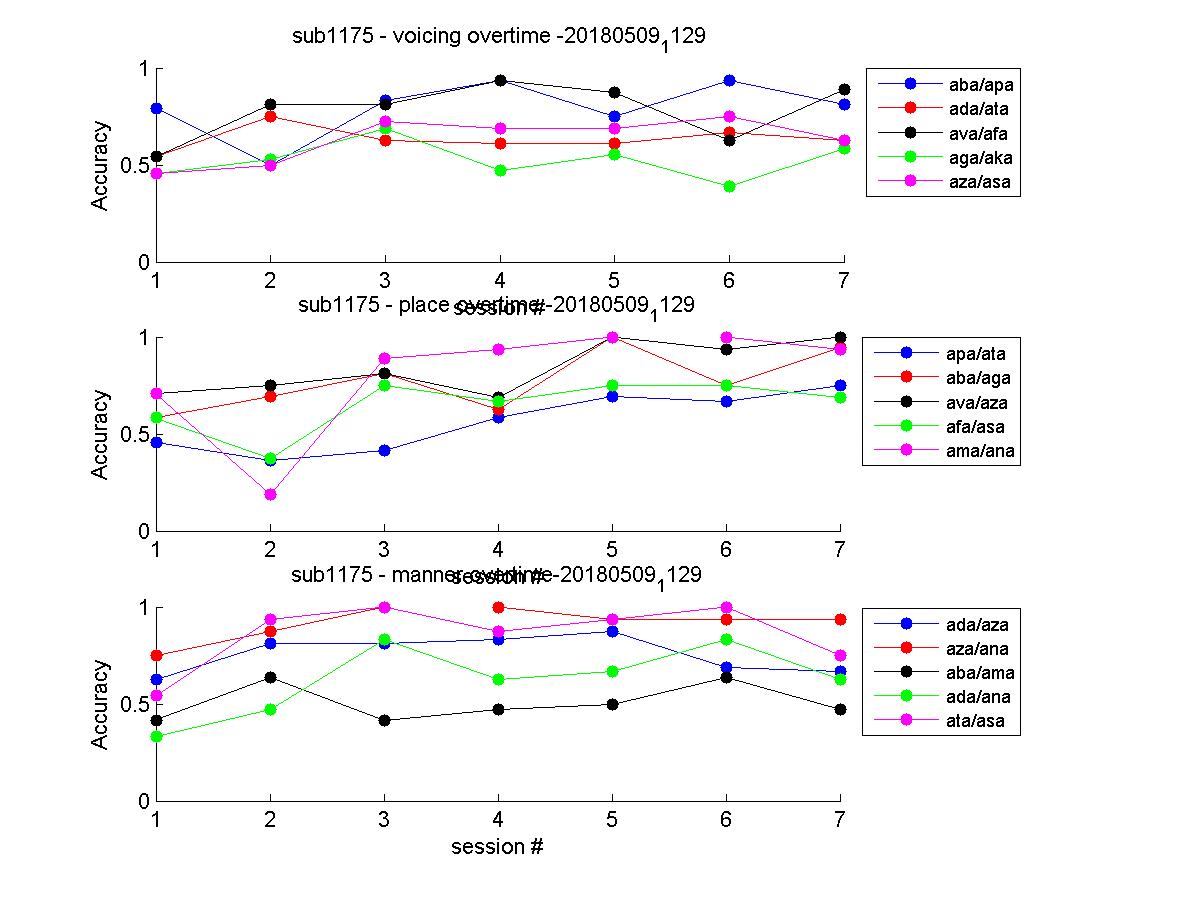 sub1175 - voicing overtime -20180509₁129
1
0.5
0
Accuracy
1 2 3 4 5 6 7
session #
aba/apa
ada/ata
ava/afa
aga/aka
aza/asa
sub1175 - place overtime -20180509₁129
1
0.5
0
Accuracy
1 2 3 4 5 6 7
session #
apa/ata
aba/aga
ava/aza
afa/asa
ama/ana
sub1175 - manner overtime -20180509₁129
1
0.5
0
Accuracy
1 2 3 4 5 6 7
session #
ada/aza
aza/ana
aba/ama
ada/ana
ata/asa